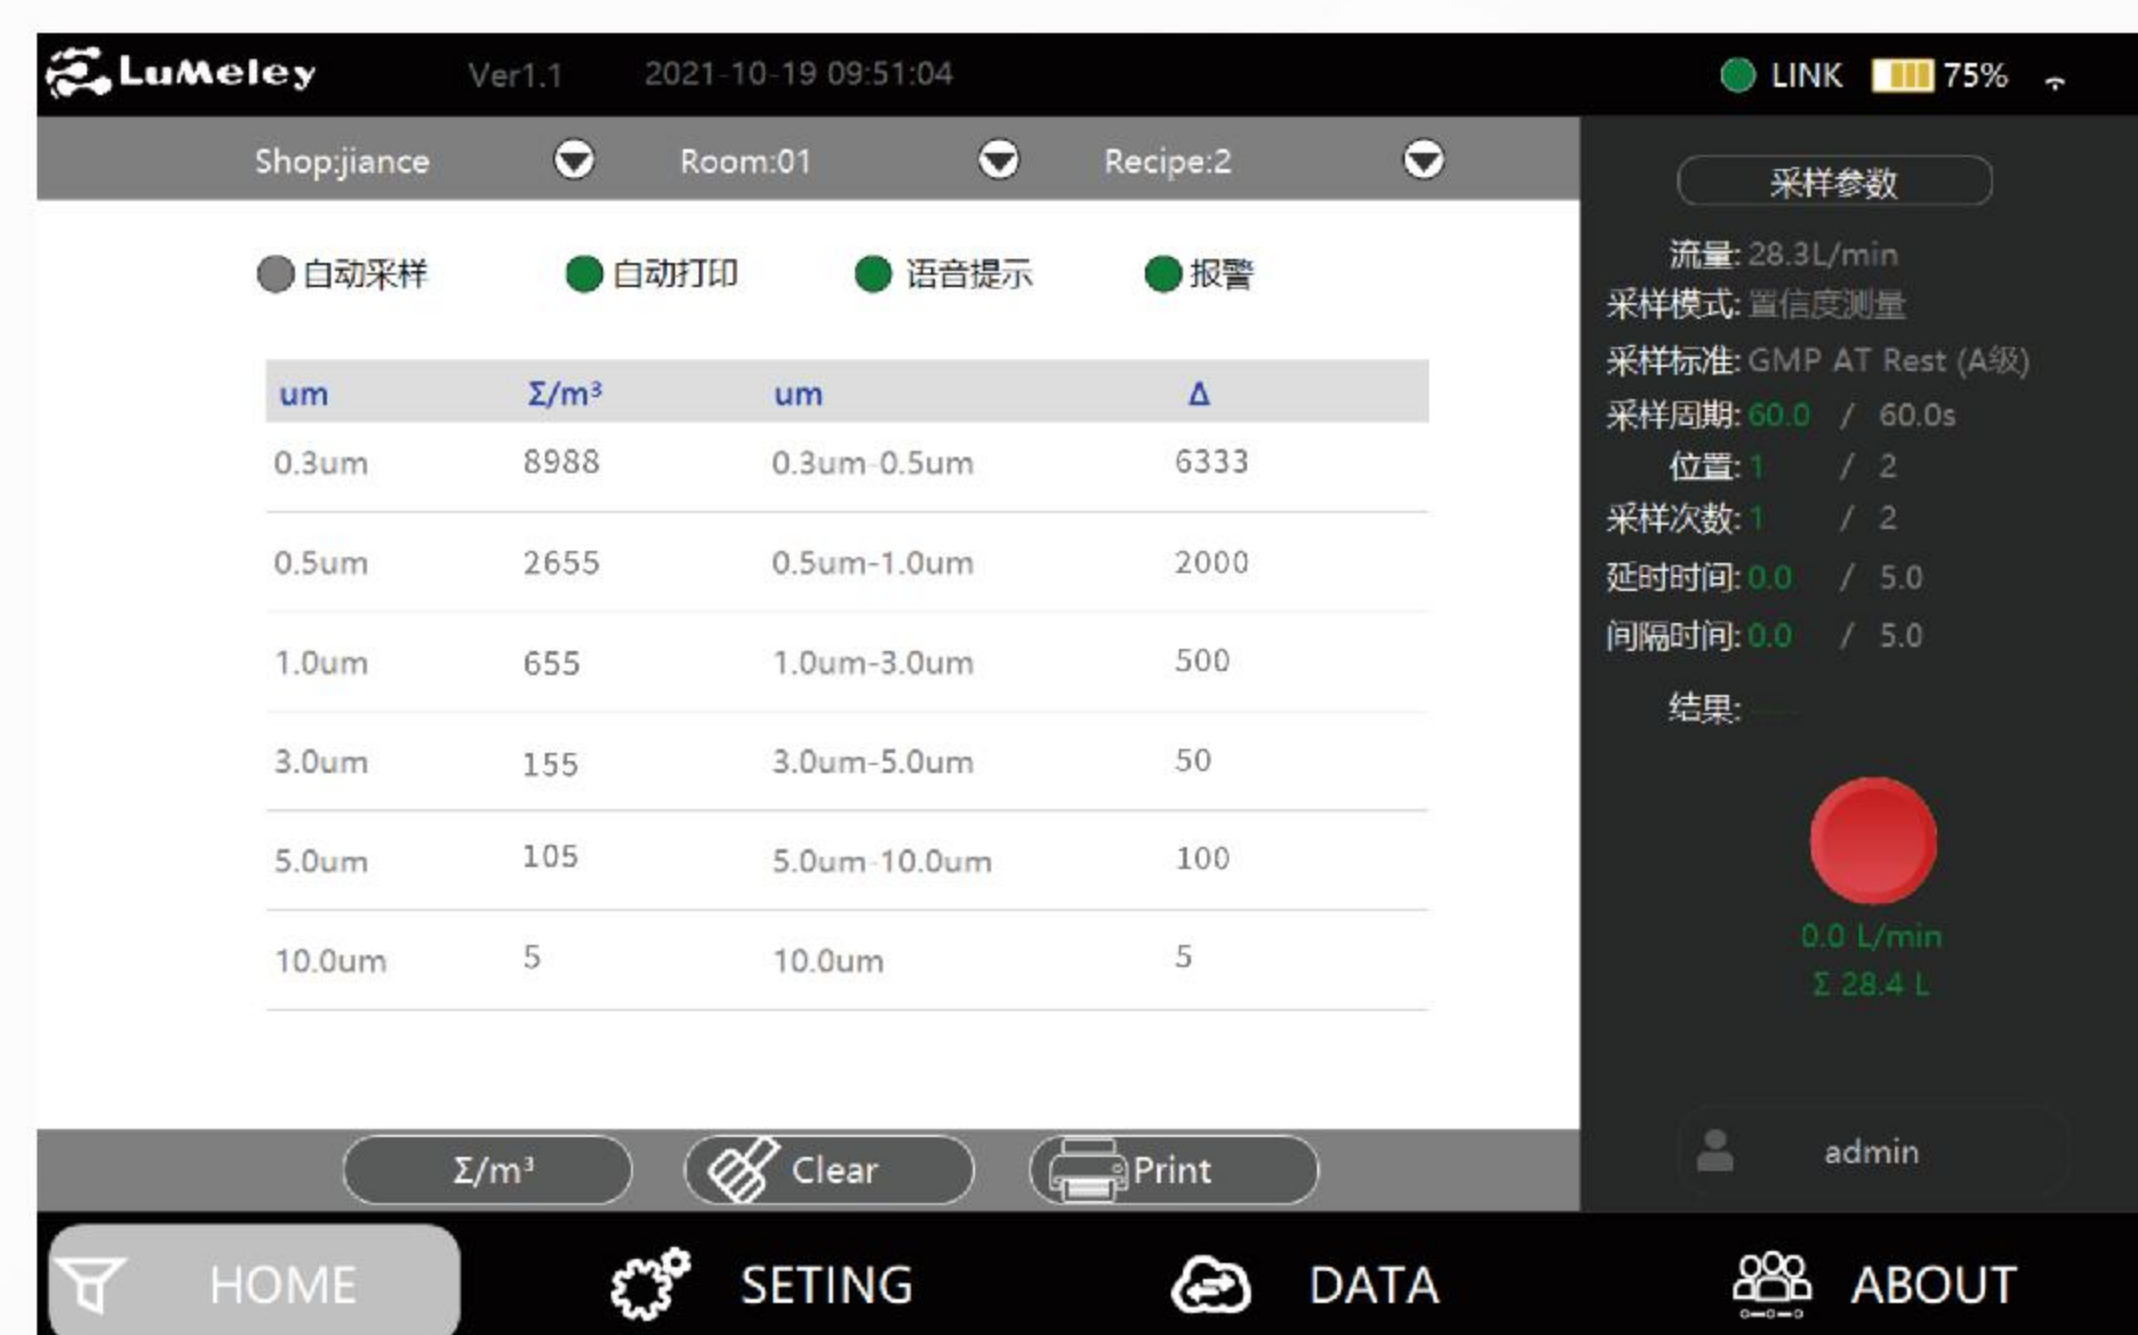 LuMeley Ver1.1 2021-10-19 09:51:04 LINK 75%
Shop:jiance Room:01 Recipe:2
自动采样 自动打印 语音提示 报警
um Σ/m³ um Δ
0.3um 8988 0.3um-0.5um 6333
0.5um 2655 0.5um-1.0um 2000
1.0um 655 1.0um-3.0um 500
3.0um 155 3.0um-5.0um 50
5.0um 105 5.0um-10.0um 100
10.0um 5 10.0um 5
Σ/m³ Clear Print
采样参数
流量: 28.3L/min
采样模式: 置信度测量
采样标准: GMP AT Rest (A级)
采样周期: 60.0 / 60.0s
位置: 1 / 2
采样次数: 1 / 2
延时时间: 0.0 / 5.0
间隔时间: 0.0 / 5.0
结果: ----
0.0 L/min
Σ 28.4 L
admin
HOME SETING DATA ABOUT